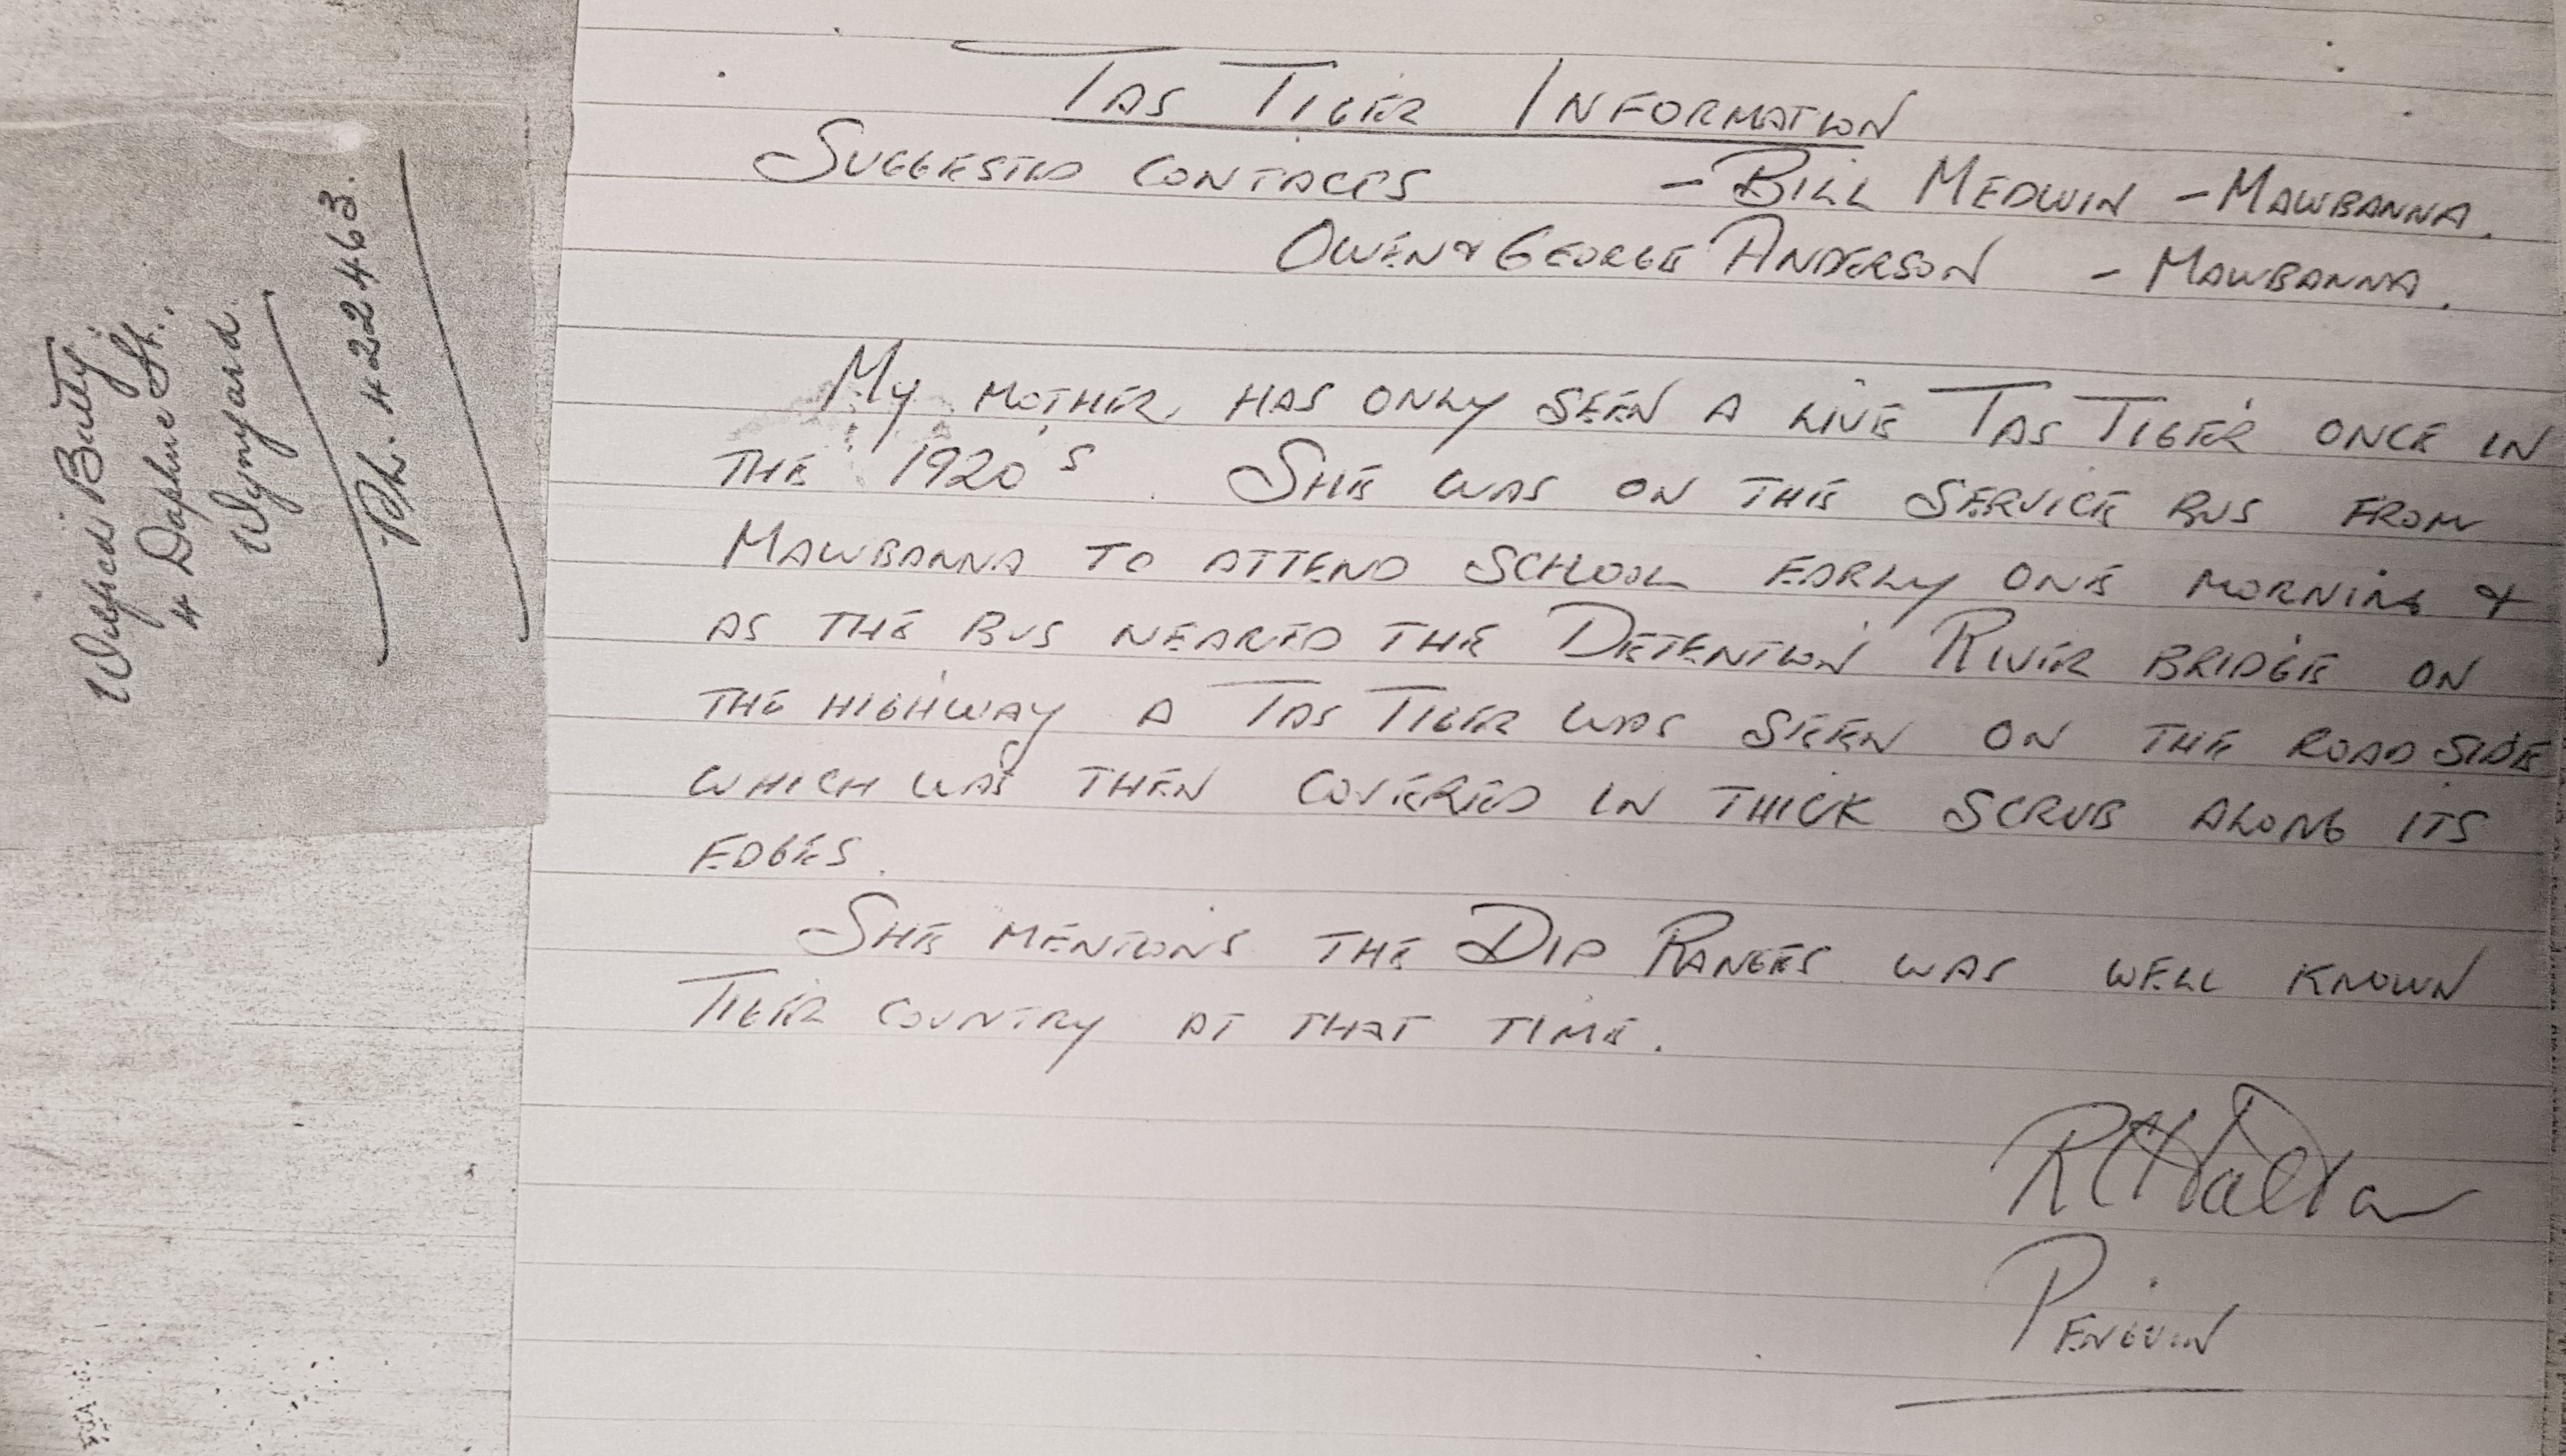 Wilfred Batty,
4 Daphne St.,
Wynyard.
Ph. 422463.
TAS TIGER INFORMATION
SUGGESTED CONTACTS - BILL MEDWIN - MAWBANNA.
OWEN & GEORGE ANDERSON - MAWBANNA.
MY MOTHER HAS ONLY SEEN A LIVE TAS TIGER ONCE IN
THE 1920'S. SHE WAS ON THE SERVICE BUS FROM
MAWBANNA TO ATTEND SCHOOL EARLY ONE MORNING &
AS THE BUS NEARED THE DETENTION RIVER BRIDGE ON
THE HIGHWAY A TAS TIGER WAS SEEN ON THE ROAD SIDE
WHICH WAS THEN COVERED IN THICK SCRUB ALONG ITS
EDGES.
SHE MENTIONS THE DIP RANGES WAS WELL KNOWN
TIGER COUNTRY AT THAT TIME.
PENGUIN